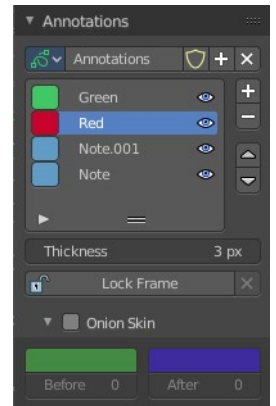 Annotations
Annotations
Green
Red
Note.001
Note
Thickness 3 px
Lock Frame
Onion Skin
Before 0 After 0